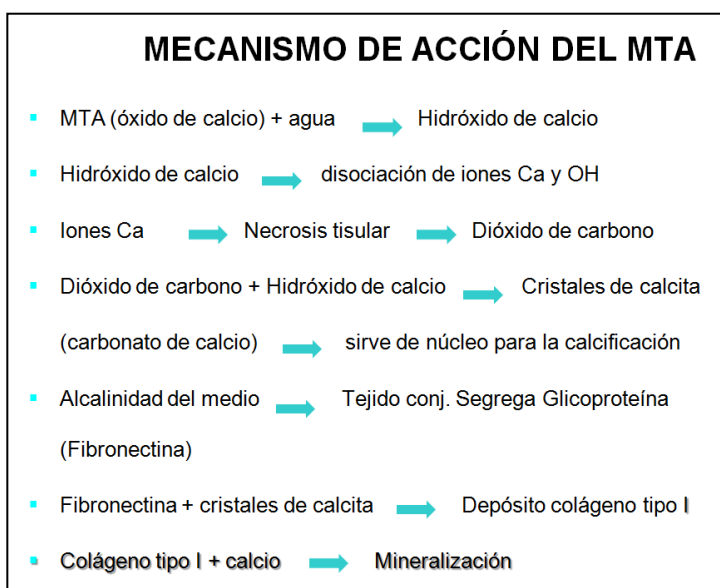 MECANISMO DE ACCIÓN DEL MTA
MTA (óxido de calcio) + agua Hidróxido de calcio
Hidróxido de calcio disociación de iones Ca y OH
Iones Ca Necrosis tisular Dióxido de carbono
Dióxido de carbono + Hidróxido de calcio Cristales de calcita
(carbonato de calcio) sirve de núcleo para la calcificación
Alcalinidad del medio Tejido conj. Segrega Glicoproteína
(Fibronectina)
Fibronectina + cristales de calcita Depósito colágeno tipo I
Colágeno tipo I + calcio Mineralización